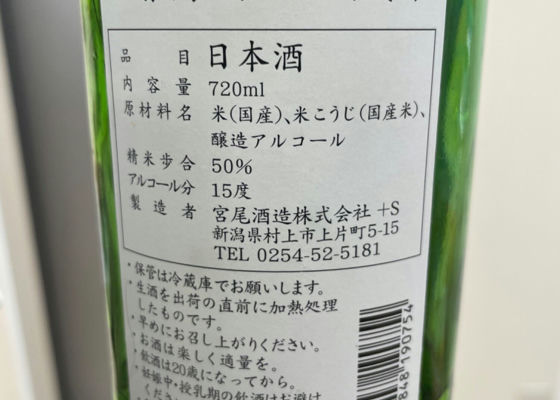 品目 日本酒
内容量 720ml
原材料名 米(国産)、米こうじ(国産米)、
醸造アルコール
精米歩合 50%
アルコール分 15度
製造者 宮尾酒造株式会社 +S
新潟県村上市上片町5-15
TEL 0254-52-5181
・保管は冷蔵庫でお願いします。
・生酒を出荷の直前に加熱処理
したものです。
・早めにお召し上がりください。
・お酒は楽しく適量を。
・飲酒は20歳になってから。
・妊娠中・授乳期の飲酒はお避け
ください
848190754